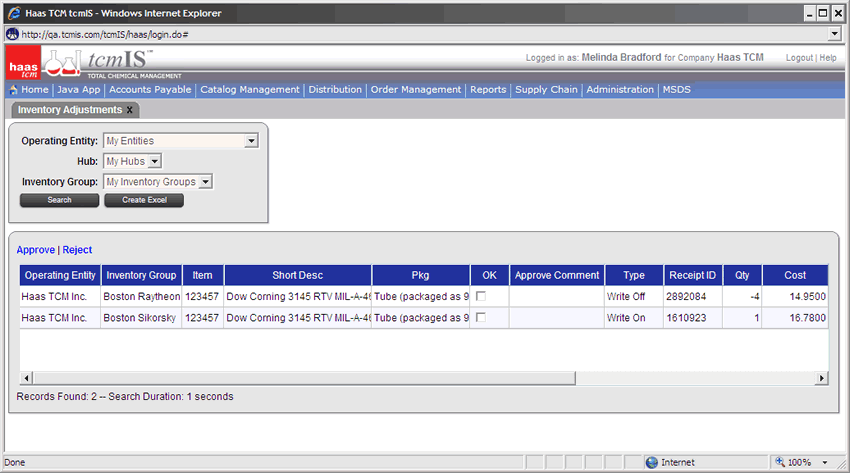 Haas TCM tcmIS - Windows Internet Explorer
http://qa.tcmis.com/tcmIS/haas/login.do#
haas tcm tcmIS™ TOTAL CHEMICAL MANAGEMENT Logged in as: Melinda Bradford for Company Haas TCM Logout | Help
Home | Java App | Accounts Payable | Catalog Management | Distribution | Order Management | Reports | Supply Chain | Administration | MSDS
Inventory Adjustments X
Operating Entity: My Entities
Hub: My Hubs
Inventory Group: My Inventory Groups
Search Create Excel
Approve | Reject
Operating Entity Inventory Group Item Short Desc Pkg OK Approve Comment Type Receipt ID Qty Cost
Haas TCM Inc. Boston Raytheon 123457 Dow Corning 3145 RTV MIL-A-46 Tube (packaged as 9 Write Off 2892084 -4 14.9500
Haas TCM Inc. Boston Sikorsky 123457 Dow Corning 3145 RTV MIL-A-46 Tube (packaged as 9 Write On 1610923 1 16.7800
Records Found: 2 -- Search Duration: 1 seconds
Done Internet 100%